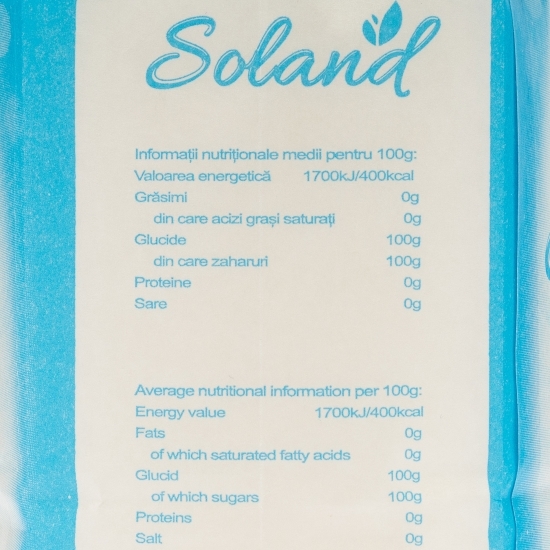 Soland
Informații nutriționale medii pentru 100g:
Valoarea energetică 1700kJ/400kcal
Grăsimi 0g
din care acizi grași saturați 0g
Glucide 100g
din care zaharuri 100g
Proteine 0g
Sare 0g
Average nutritional information per 100g:
Energy value 1700kJ/400kcal
Fats 0g
of which saturated fatty acids 0g
Glucid 100g
of which sugars 100g
Proteins 0g
Salt 0g